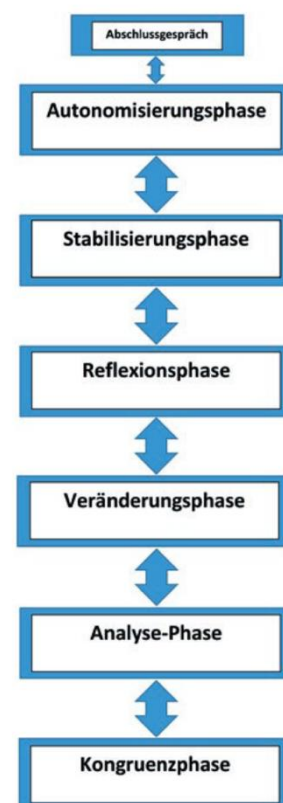 Abschlussgespräch
Autonomisierungsphase
Stabilisierungsphase
Reflexionsphase
Veränderungsphase
Analyse-Phase
Kongruenzphase